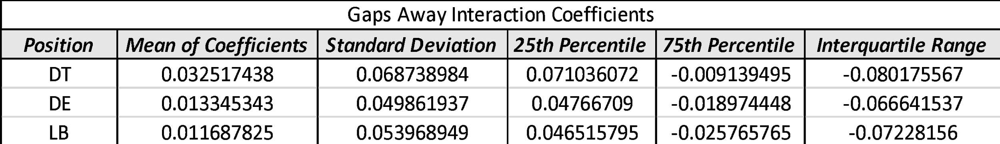 Gaps Away Interaction Coefficients
Position Mean of Coefficients Standard Deviation 25th Percentile 75th Percentile Interquartile Range
DT 0.032517438 0.068738984 0.071036072 -0.009139495 -0.080175567
DE 0.013345343 0.049861937 0.04766709 -0.018974448 -0.066641537
LB 0.011687825 0.053968949 0.046515795 -0.025765765 -0.07228156